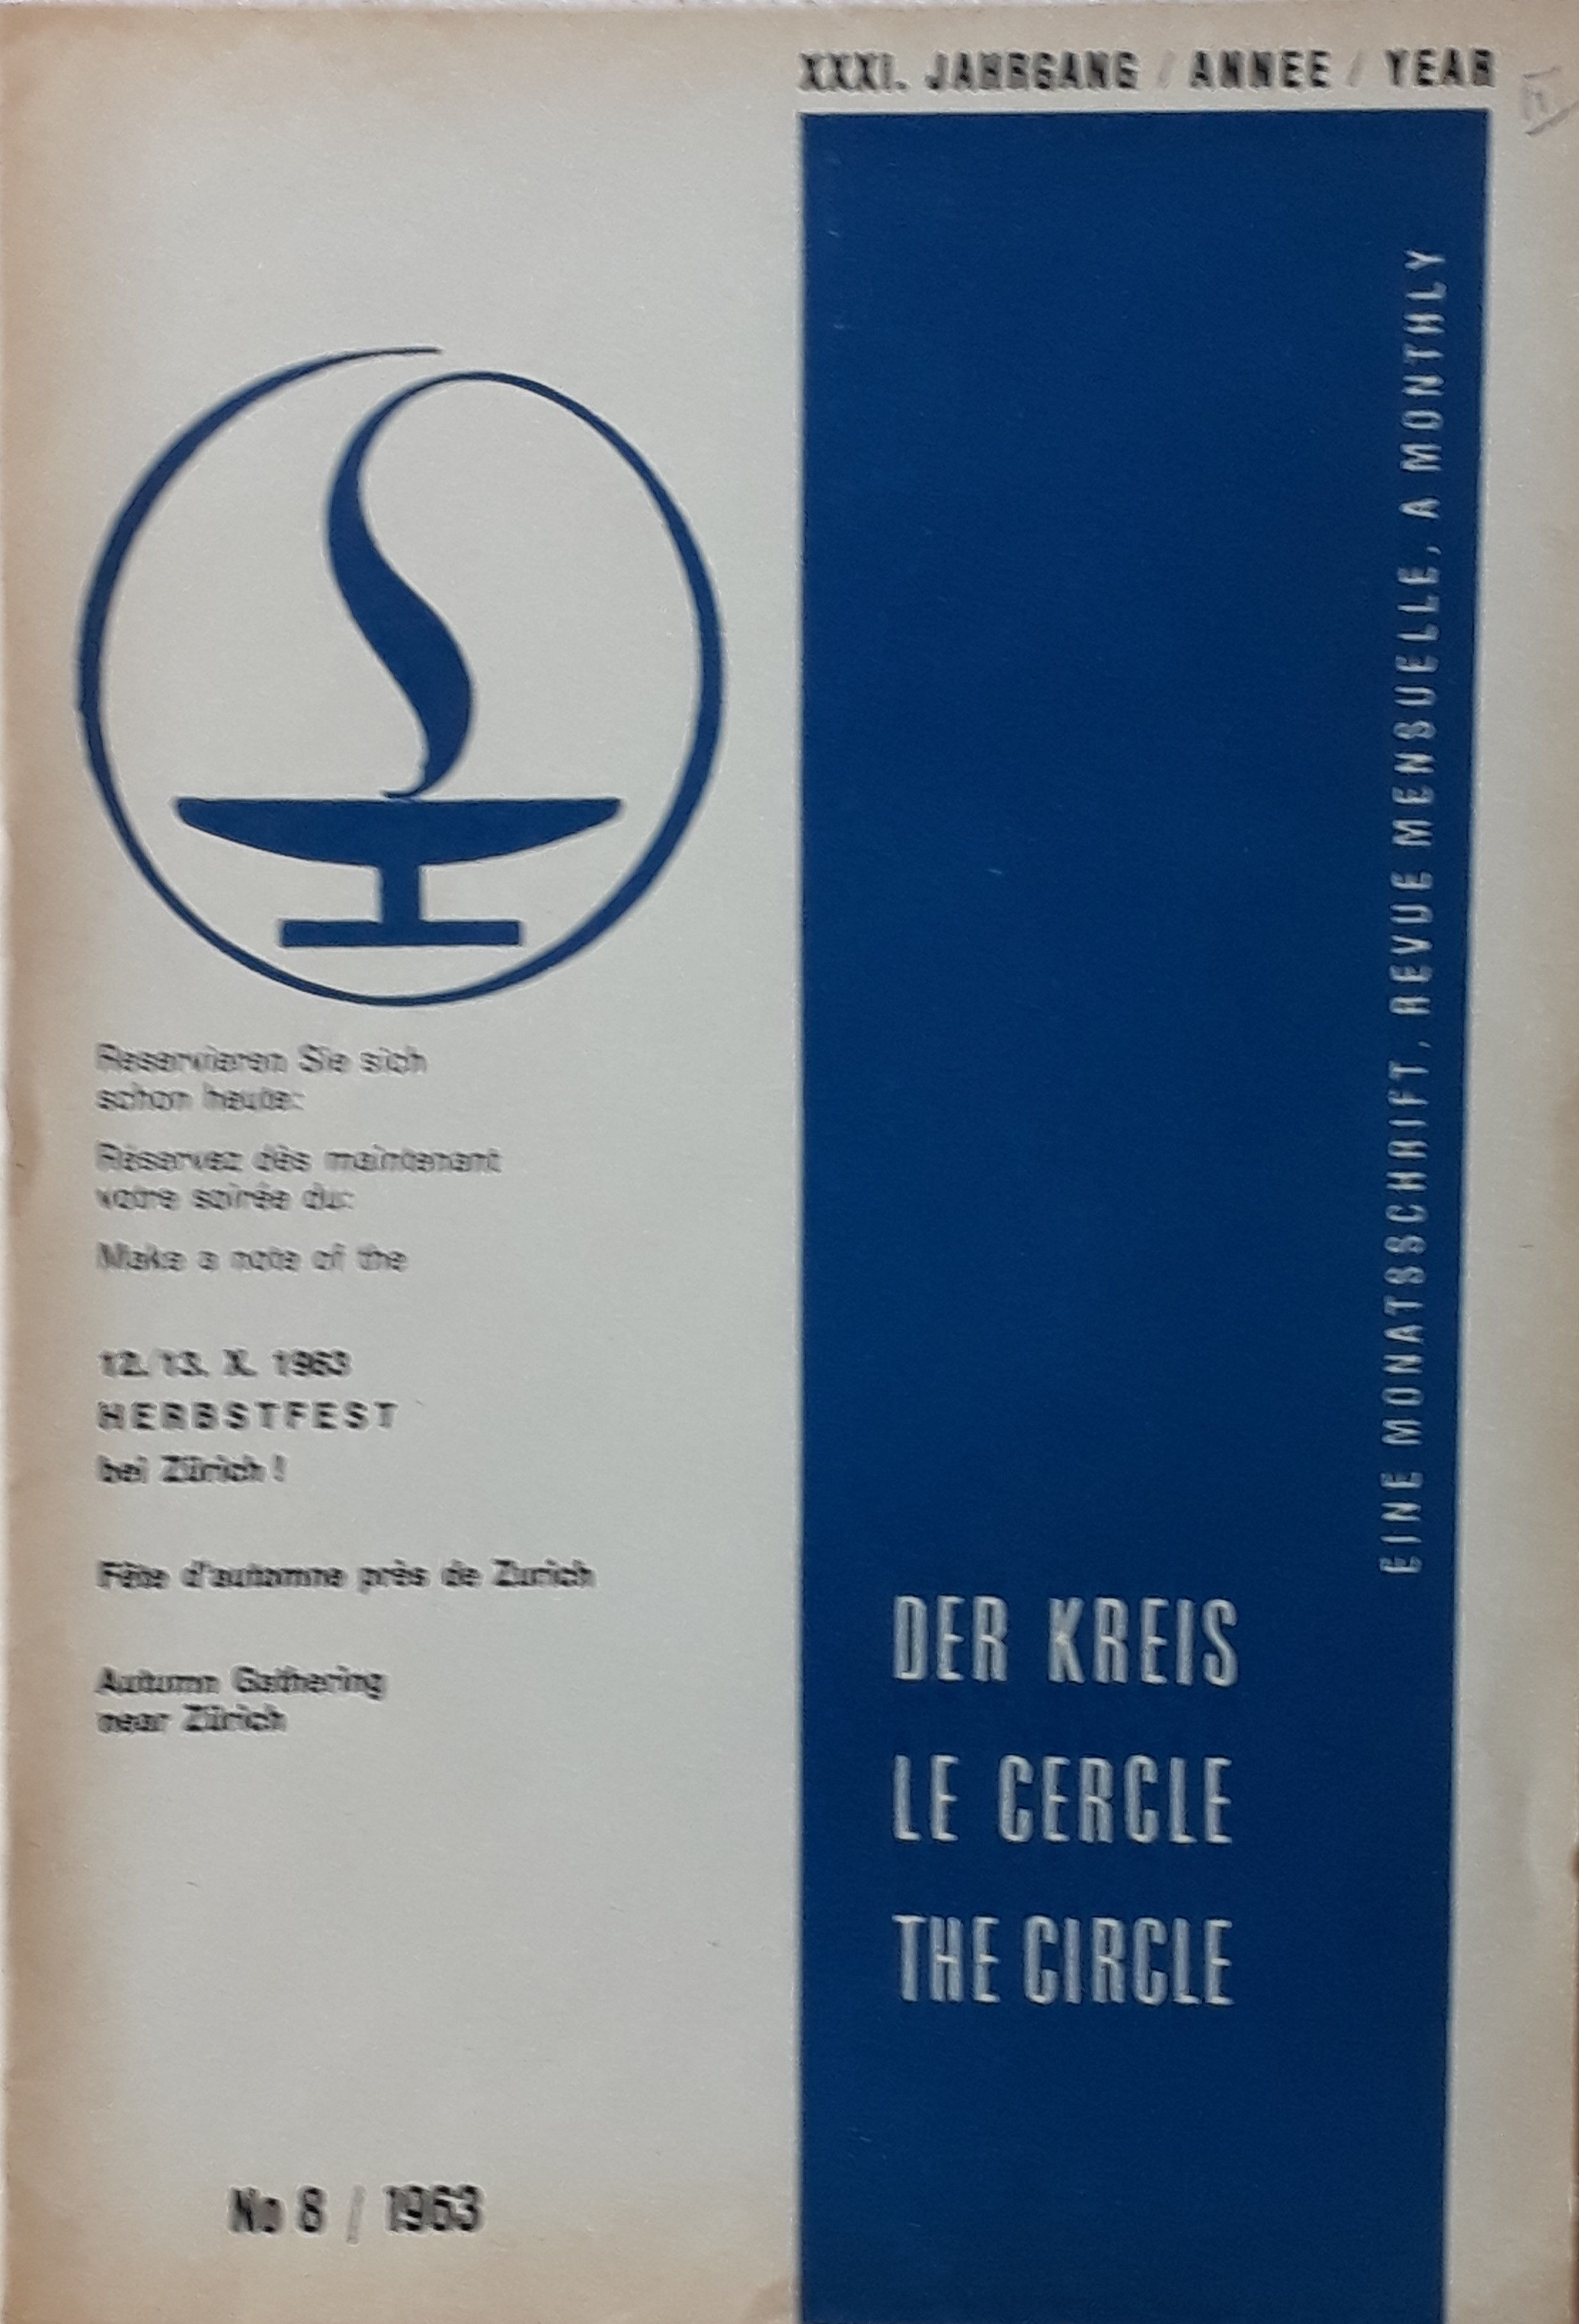 XXXI. JAHRGANG / ANNEE / YEAR
EINE MONATSSCHRIFT, REVUE MENSUELLE, A MONTHLY
Reservieren Sie sich
schon heute:
Réservez dès maintenant
votre soirée du:
Make a note of the
12./13. X. 1963
HERBSTFEST
bei Zürich!
Fête d'automne près de Zurich
Autumn Gathering
near Zürich
DER KREIS
LE CERCLE
THE CIRCLE
No 8 / 1963